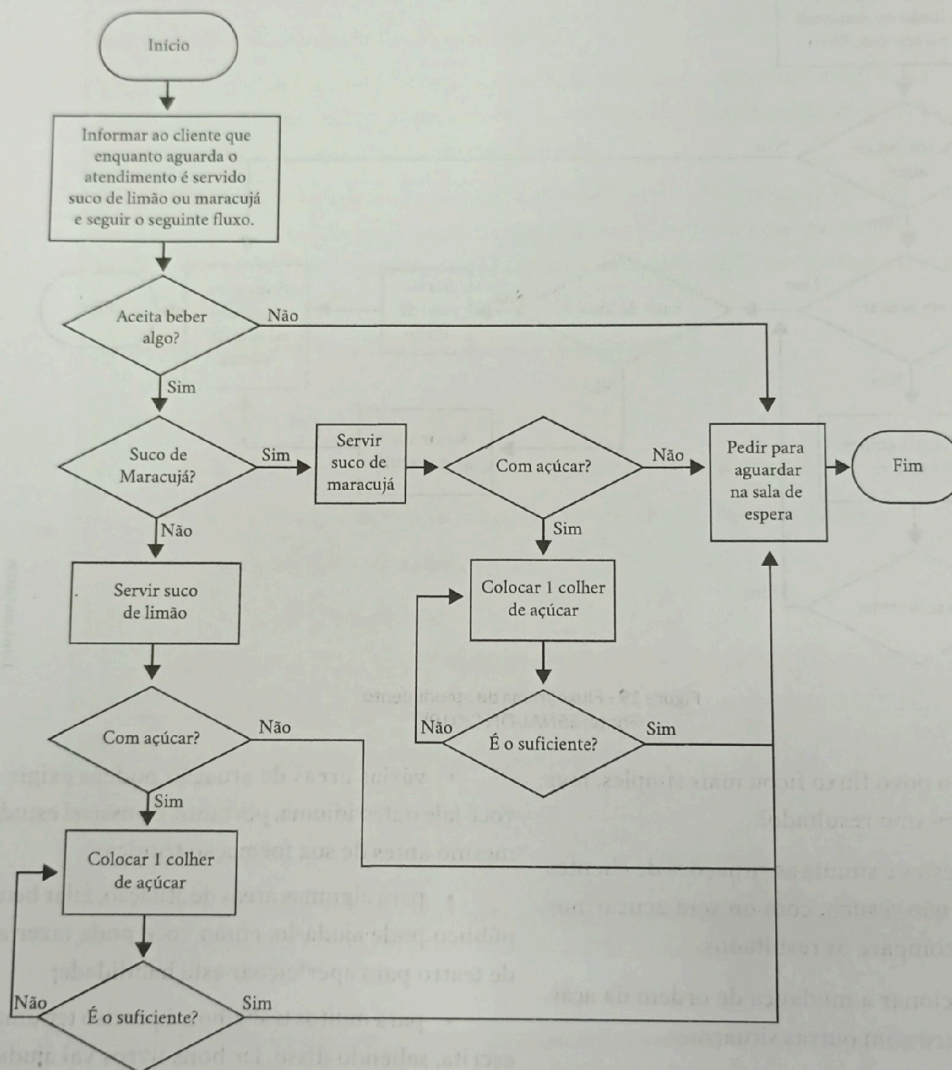 Início
Informar ao cliente que
enquanto aguarda o
atendimento é servido
suco de limão ou maracujá
e seguir o seguinte fluxo.
Aceita beber
algo?
Não
Sim
Suco de
Maracujá?
Sim
Servir
suco de
maracujá
Com açúcar?
Não
Pedir para
aguardar
na sala de
espera
Fim
Não
Sim
Servir suco
de limão
Colocar 1 colher
de açúcar
Com açúcar?
Não
Não
É o suficiente?
Sim
Sim
Colocar 1 colher
de açúcar
Não
É o suficiente?
Sim